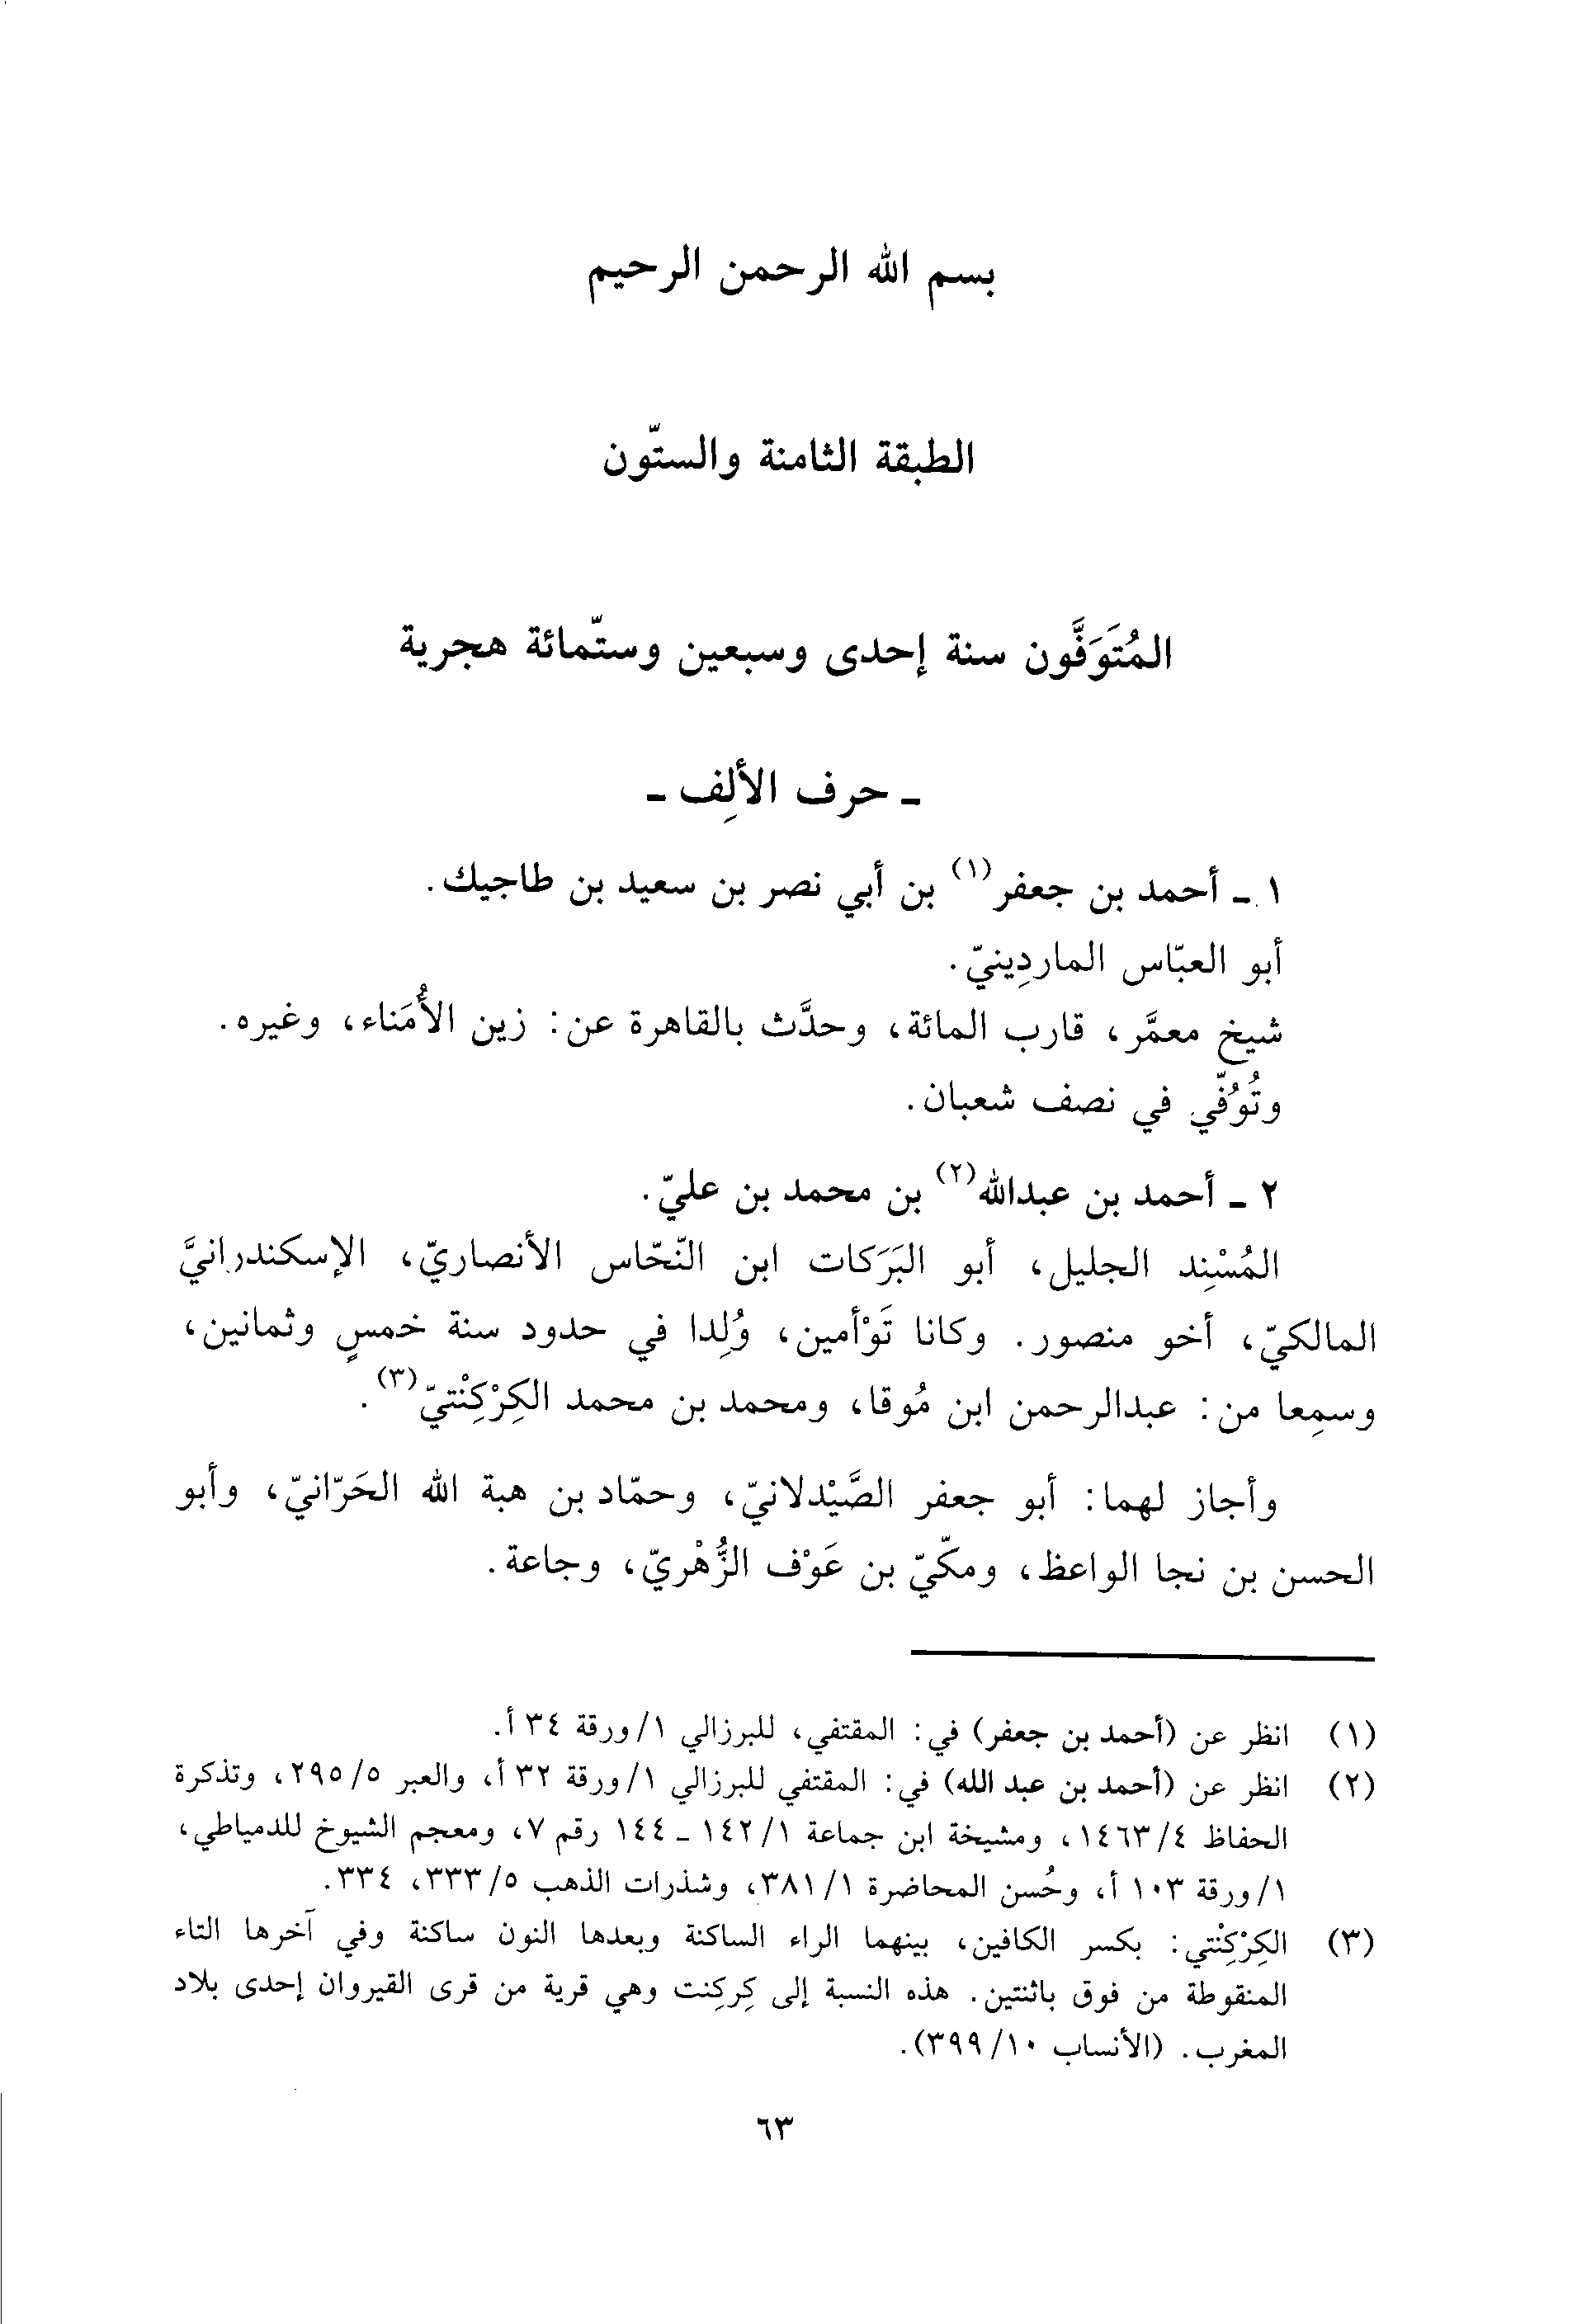 بسم الله الرحمن الرحيم
الطبقة الثامنة والستّون
المُتَوَفَّون سنة إحدى وسبعين وستّمائة هجرية
ـ حرف الألِف ـ
١ ـ أحمد بن جعفر(١) بن أبي نصر بن سعيد بن طاجيك.
أبو العبّاس الماردِينيّ.
شيخ معمَّر، قارب المائة، وحدَّث بالقاهرة عن: زين الأُمَناء، وغيره.
وتُوُفّي في نصف شعبان.
٢ ـ أحمد بن عبدالله(٢) بن محمد بن عليّ.
المُسْنِد الجليل، أبو البَرَكات ابن النّحّاس الأنصاريّ، الإسكندرانيَّ
المالكيّ، أخو منصور. وكانا تَوْأمين، وُلِدا في حدود سنة خمسٍ وثمانين،
وسمِعا من: عبدالرحمن ابن مُوقا، ومحمد بن محمد الكِرْكِنْتيّ(٣).
وأجاز لهما: أبو جعفر الصَّيْدلانيّ، وحمّاد بن هبة الله الحَرّانيّ، وأبو
الحسن بن نجا الواعظ، ومكّيّ بن عَوْف الزُّهْريّ، وجاعة.
(١) انظر عن (أحمد بن جعفر) في: المقتفي، للبرزالي ١/ورقة ٣٤ أ.
(٢) انظر عن (أحمد بن عبد الله) في: المقتفي للبرزالي ١/ورقة ٣٢ أ، والعبر ٢٩٥/٥، وتذكرة
الحفاظ ١٤٦٣/٤، ومشيخة ابن جماعة ١٤٢/١ ـ ١٤٤ رقم ٧، ومعجم الشيوخ للدمياطي،
١/ورقة ١٠٣ أ، وحُسن المحاضرة ٣٨١/١، وشذرات الذهب ٣٣٣/٥، ٣٣٤.
(٣) الكِرْكِنْتي: بكسر الكافين، بينهما الراء الساكنة وبعدها النون ساكنة وفي آخرها التاء
المنقوطة من فوق باثنتين. هذه النسبة إلى كِركِنت وهي قرية من قرى القيروان إحدى بلاد
المغرب. (الأنساب ٣٩٩/١٠).
٦٣